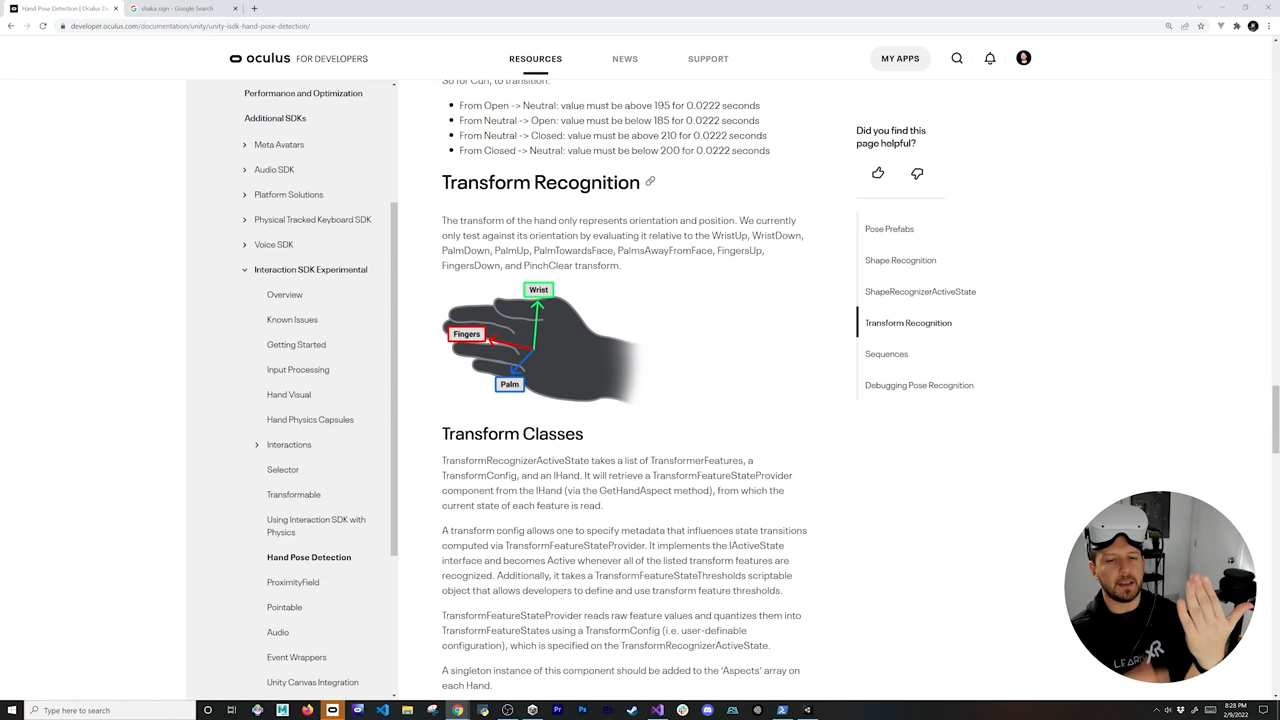 Hand Pose Detection | Oculus D
shaka sign - Google Search
developer.oculus.com/documentation/unity/unity-isdk-hand-pose-detection/
oculus FOR DEVELOPERS
RESOURCES
NEWS
SUPPORT
MY APPS
Performance and Optimization
Additional SDKs
Meta Avatars
Audio SDK
Platform Solutions
Physical Tracked Keyboard SDK
Voice SDK
Interaction SDK Experimental
Overview
Known Issues
Getting Started
Input Processing
Hand Visual
Hand Physics Capsules
Interactions
Selector
Transformable
Using Interaction SDK with
Physics
Hand Pose Detection
ProximityField
Pointable
Audio
Event Wrappers
Unity Canvas Integration
So for Curl, to transition:
From Open -> Neutral: value must be above 195 for 0.0222 seconds
From Neutral -> Open: value must be below 185 for 0.0222 seconds
From Neutral -> Closed: value must be above 210 for 0.0222 seconds
From Closed -> Neutral: value must be below 200 for 0.0222 seconds
Transform Recognition
The transform of the hand only represents orientation and position. We currently
only test against its orientation by evaluating it relative to the WristUp, WristDown,
PalmDown, PalmUp, PalmTowardsFace, PalmsAwayFromFace, FingersUp,
FingersDown, and PinchClear transform.
Wrist
Fingers
Palm
Transform Classes
TransformRecognizerActiveState takes a list of TransformerFeatures, a
TransformConfig, and an IHand. It will retrieve a TransformFeatureStateProvider
component from the IHand (via the GetHandAspect method), from which the
current state of each feature is read.
A transform config allows one to specify metadata that influences state transitions
computed via TransformFeatureStateProvider. It implements the IActiveState
interface and becomes Active whenever all of the listed transform features are
recognized. Additionally, it takes a TransformFeatureStateThresholds scriptable
object that allows developers to define and use transform feature thresholds.
TransformFeatureStateProvider reads raw feature values and quantizes them into
TransformFeatureStates using a TransformConfig (i.e. user-definable
configuration), which is specified on the TransformRecognizerActiveState.
A singleton instance of this component should be added to the 'Aspects' array on
each Hand.
Did you find this
page helpful?
Pose Prefabs
Shape Recognition
ShapeRecognizerActiveState
Transform Recognition
Sequences
Debugging Pose Recognition
LEARN XR
Type here to search
8:28 PM
2/9/2022